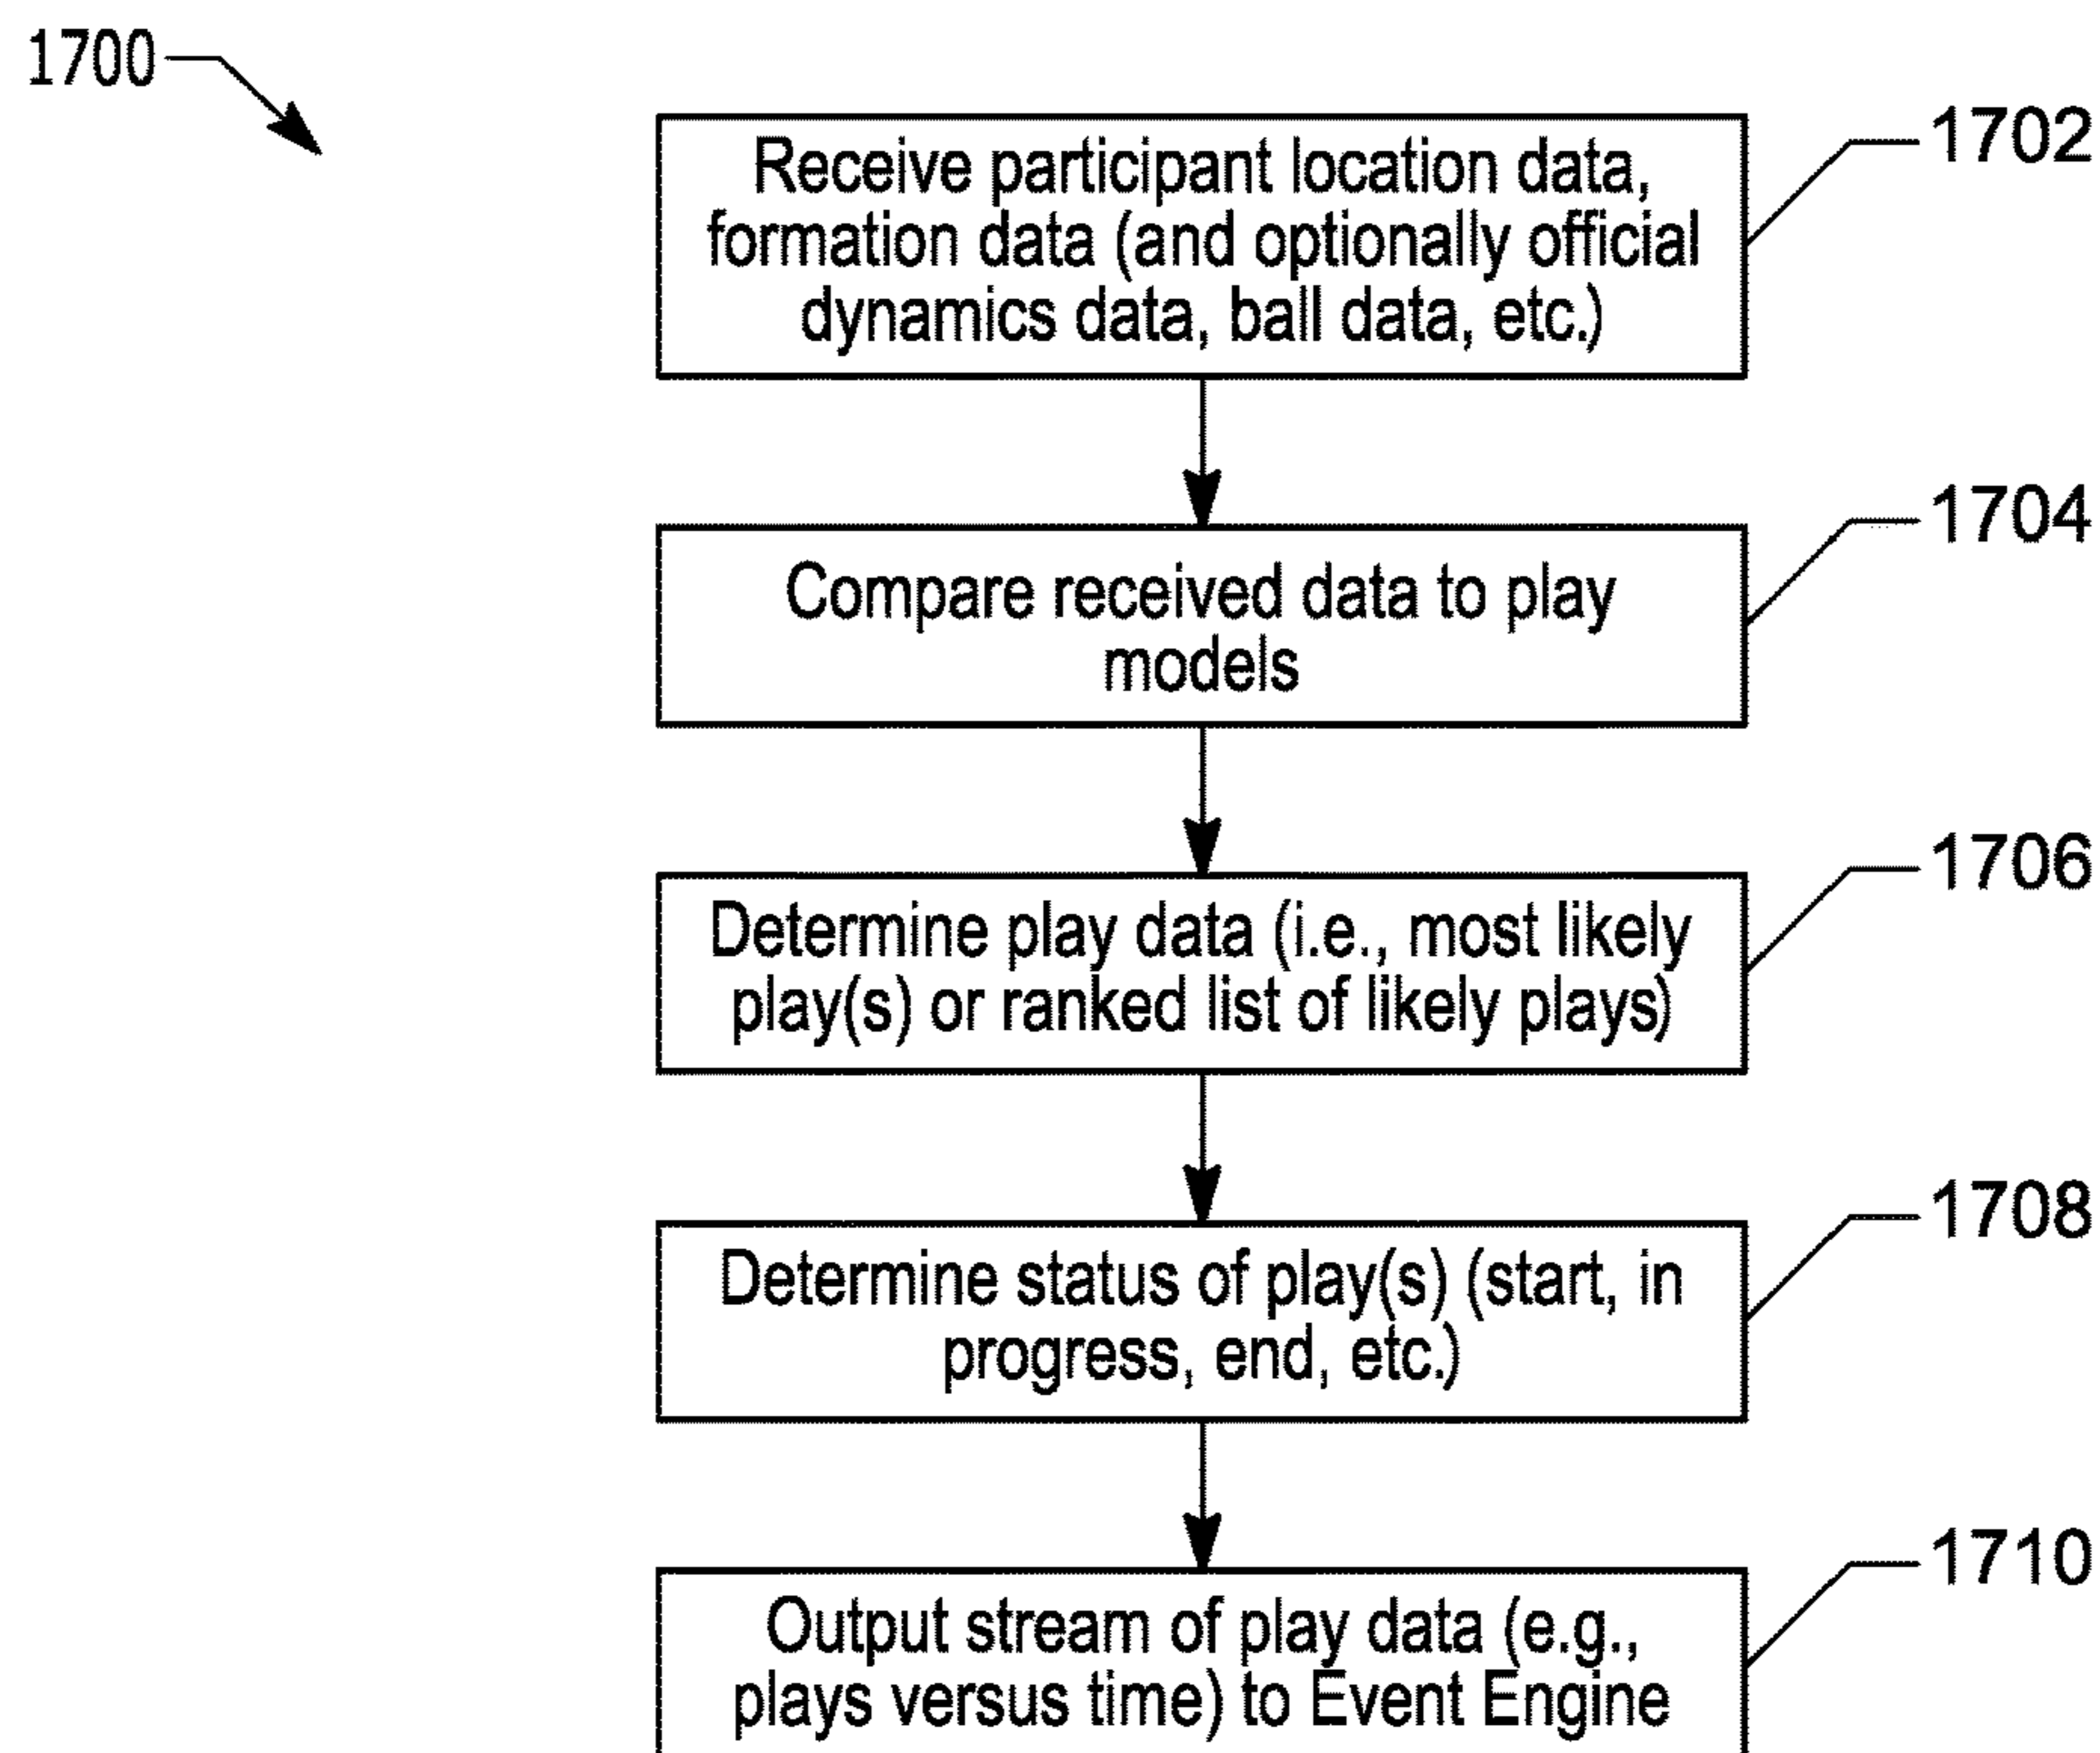 1700
Receive participant location data,
formation data (and optionally official
dynamics data, ball data, etc.)
1702
Compare received data to play
models
1704
Determine play data (i.e., most likely
play(s) or ranked list of likely plays)
1706
Determine status of play(s) (start, in
progress, end, etc.)
1708
Output stream of play data (e.g.,
plays versus time) to Event Engine
1710